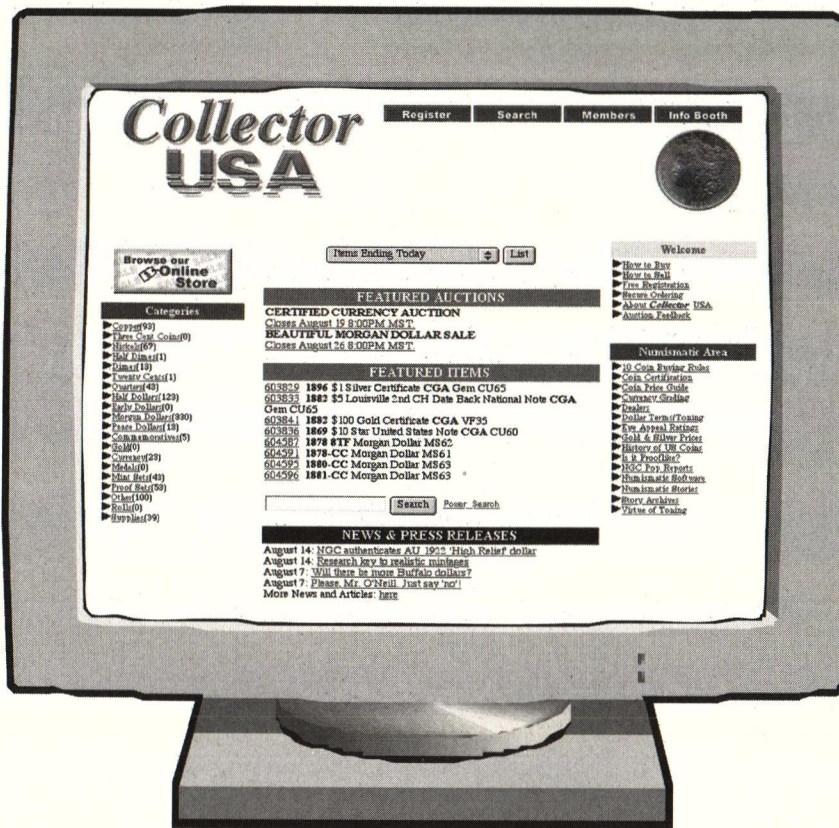 Collector
USA
Register Search Members Info Booth
Browse our
Online
Store
Items Ending Today List
Categories
Copper(93)
Three Cent Coins(0)
Nickels(67)
Half Dimes(1)
Dimes(13)
Twenty Cents(1)
Quarters(43)
Half Dollars(123)
Early Dollars(0)
Morgan Dollars(330)
Peace Dollars(13)
Commemoratives(5)
Gold(0)
Currency(23)
Medals(0)
Mint Sets(43)
Proof Sets(53)
Other(100)
Rolls(0)
Supplies(39)
FEATURED AUCTIONS
CERTIFIED CURRENCY AUCTIION
Closes August 19 8:00PM MST.
BEAUTIFUL MORGAN DOLLAR SALE
Closes August 26 8:00PM MST.
FEATURED ITEMS
603829 1896 $1 Silver Certificate CGA Gem CU65
603833 1882 $5 Louisville 2nd CH Date Back National Note CGA
Gem CU65
603841 1882 $100 Gold Certificate CGA VF35
603836 1869 $10 Star United States Note CGA CU60
604587 1878 8TF Morgan Dollar MS62
604591 1878-CC Morgan Dollar MS61
604595 1880-CC Morgan Dollar MS63
604596 1881-CC Morgan Dollar MS63
Search Power Search
NEWS & PRESS RELEASES
August 14: NGC authenticates AU 1922 'High Relief' dollar
August 14: Research key to realistic mintages
August 7: Will there be more Buffalo dollars?
August 7: Please, Mr. O'Neill. Just say 'no'!
More News and Articles: here
Welcome
How to Buy
How to Sell
Free Registration
Secure Ordering
About Collector USA
Auction Feedback
Numismatic Area
10 Coin Buying Rules
Coin Certification
Coin Price Guide
Currency Grading
Dealers
Dollar Terms/Toning
Eye Appeal Ratings
Gold & Silver Prices
History of US Coins
Is it Prooflike?
NGC Pop Reports
Numismatic Software
Numismatic Stories
Story Archives
Virtue of Toning